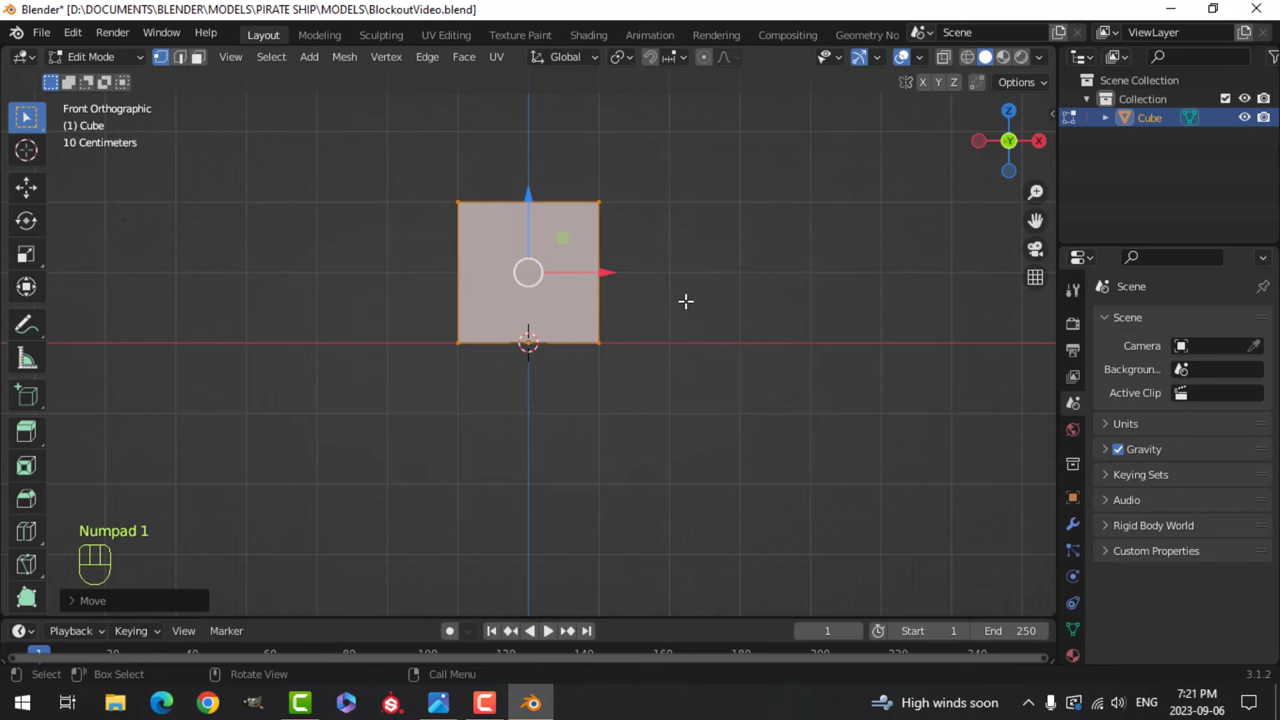 Blender* [D:\DOCUMENTS\BLENDER\MODELS\PIRATE SHIP\MODELS\BlockoutVideo.blend]
File Edit Render Window Help Layout Modeling Sculpting UV Editing Texture Paint Shading Animation Rendering Compositing Geometry No Scene ViewLayer
Edit Mode View Select Add Mesh Vertex Edge Face UV Global
X Y Z Options
Scene Collection
Collection
Cube
Front Orthographic
(1) Cube
10 Centimeters
Z
-Y X
Scene
Scene
Camera
Backgroun...
Active Clip
Units
Gravity
Keying Sets
Audio
Rigid Body World
Custom Properties
Numpad 1
Move
Playback Keying View Marker 1 Start 1 End 250
Select Box Select Rotate View Call Menu 3.1.2
High winds soon ENG 7:21 PM
2023-09-06